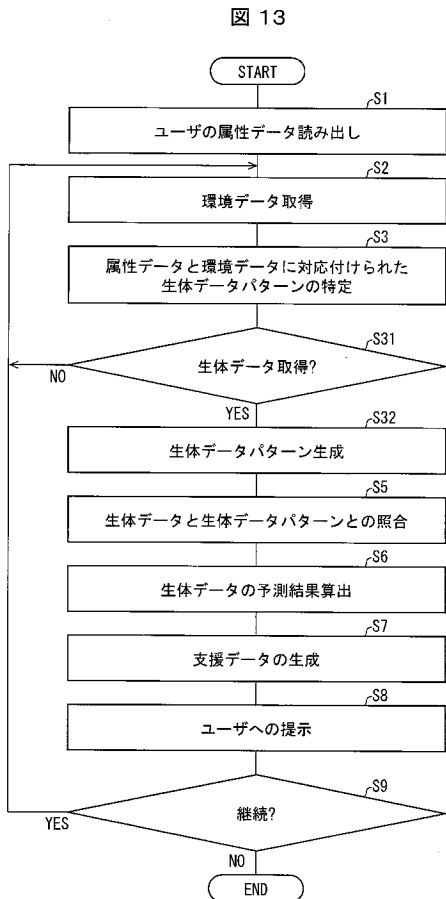 図 13
START
S1
ユーザの属性データ読み出し
S2
環境データ取得
S3
属性データと環境データに対応付けられた
生体データパターンの特定
S31
生体データ取得?
NO
YES
S32
生体データパターン生成
S5
生体データと生体データパターンとの照合
S6
生体データの予測結果算出
S7
支援データの生成
S8
ユーザへの提示
S9
継続?
YES
NO
END